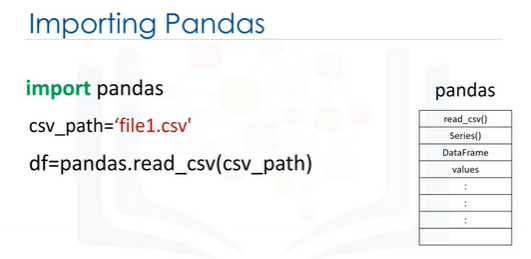 Importing Pandas
import pandas
csv_path=‘file1.csv'
df=pandas.read_csv(csv_path)
pandas
read_csv()
Series()
DataFrame
values
:
:
: